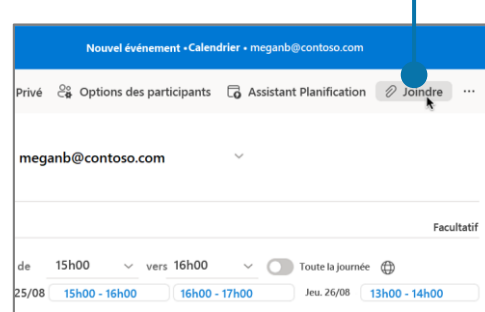 Nouvel événement • Calendrier • meganb@contoso.com
Privé Options des participants Assistant Planification Joindre ...
meganb@contoso.com
Facultatif
de 15h00 vers 16h00 Toute la journée
25/08 15h00 - 16h00 16h00 - 17h00 Jeu. 26/08 13h00 - 14h00